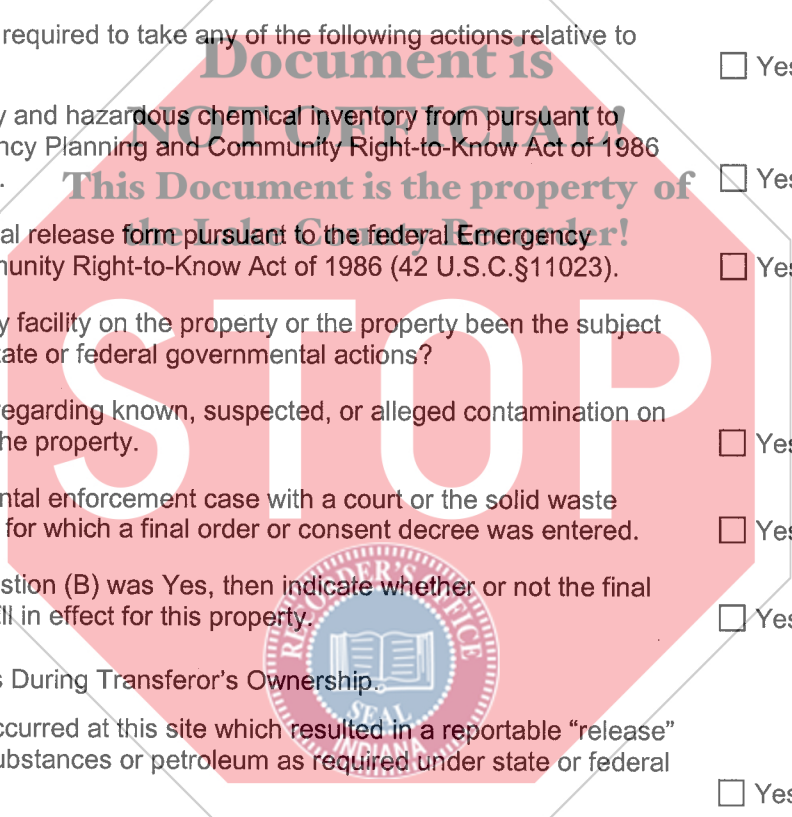 required to take any of the following actions relative to
Document is
Yes
y and hazardous chemical inventory from pursuant to
NOT OFFICIAL!
ncy Planning and Community Right-to-Know Act of 1986
.
This Document is the property of
Yes
al release form pursuant to the federal Emergency
the Lake County Recorder!
nunity Right-to-Know Act of 1986 (42 U.S.C.§11023).
Yes
y facility on the property or the property been the subject
tate or federal governmental actions?
STOP
regarding known, suspected, or alleged contamination on
he property.
Yes
ntal enforcement case with a court or the solid waste
for which a final order or consent decree was entered.
Yes
stion (B) was Yes, then indicate whether or not the final
ll in effect for this property.
Yes
RECORDER'S OFFICE
SEAL
INDIANA
s During Transferor's Ownership.
ccurred at this site which resulted in a reportable “release”
ubstances or petroleum as required under state or federal
Yes